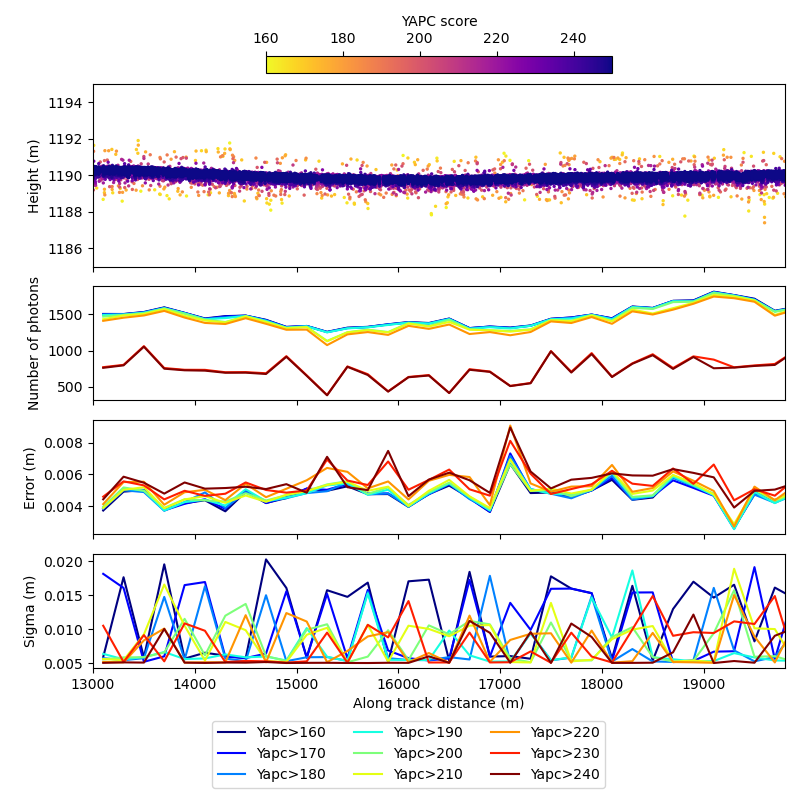 YAPC score
160 180 200 220 240
Height (m)
1194
1192
1190
1188
1186
Number of photons
1500
1000
500
Error (m)
0.008
0.006
0.004
Sigma (m)
0.020
0.015
0.010
0.005
13000 14000 15000 16000 17000 18000 19000
Along track distance (m)
Yapc>160 Yapc>190 Yapc>220
Yapc>170 Yapc>200 Yapc>230
Yapc>180 Yapc>210 Yapc>240